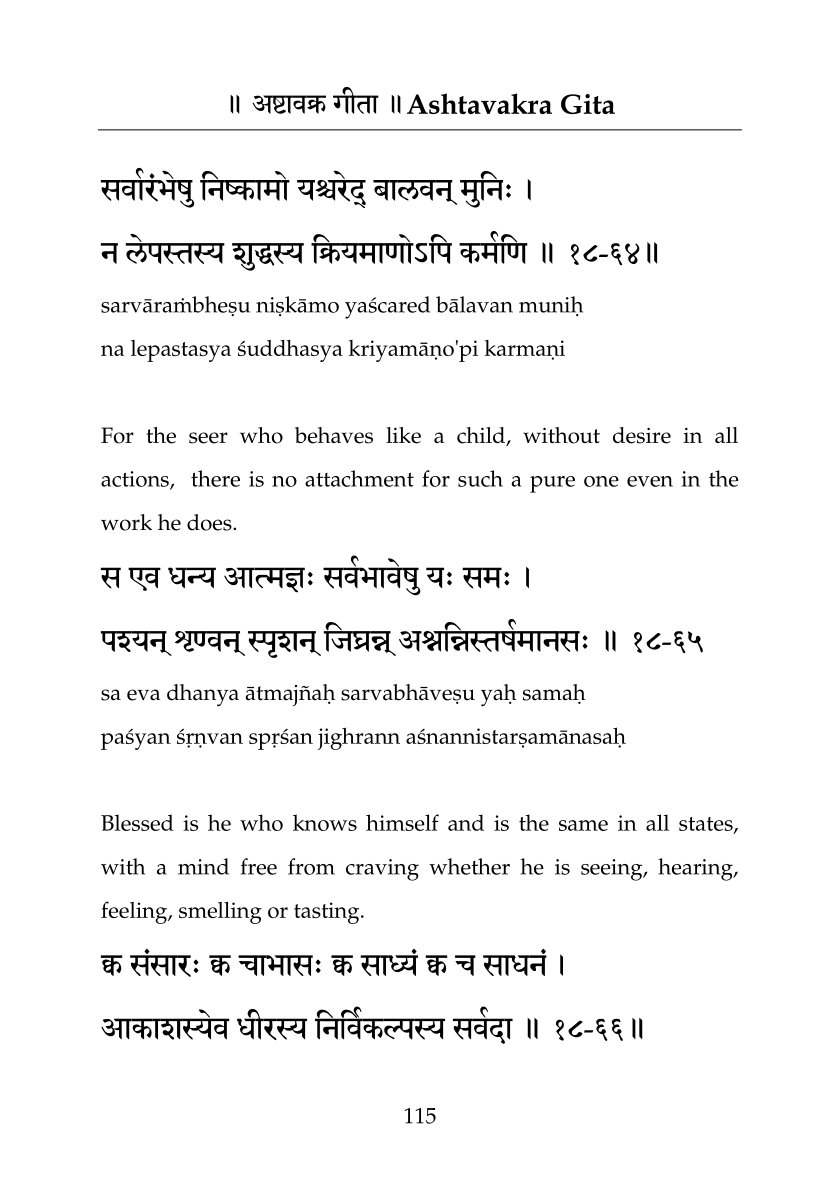 ॥ अष्टावक्र गीता ॥ Ashtavakra Gita
सर्वारंभेषु निष्कामो यश्चरेद् बालवन् मुनिः ।
न लेपस्तस्य शुद्धस्य क्रियमाणोऽपि कर्मणि ॥ १८-६४॥
sarvāraṁbheṣu niṣkāmo yaścared bālavan muniḥ
na lepastasya śuddhasya kriyamāṇo'pi karmaṇi
For the seer who behaves like a child, without desire in all
actions, there is no attachment for such a pure one even in the
work he does.
स एव धन्य आत्मज्ञः सर्वभावेषु यः समः ।
पश्यन् शृण्वन् स्पृशन् जिघ्रन्न् अश्नन्निस्तर्षमानसः ॥ १८-६५
sa eva dhanya ātmajñaḥ sarvabhāveṣu yaḥ samaḥ
paśyan śṛṇvan spṛśan jighrann aśnannistarṣamānasaḥ
Blessed is he who knows himself and is the same in all states,
with a mind free from craving whether he is seeing, hearing,
feeling, smelling or tasting.
क्व संसारः क्व चाभासः क्व साध्यं क्व च साधनं ।
आकाशस्येव धीरस्य निर्विकल्पस्य सर्वदा ॥ १८-६६॥
115